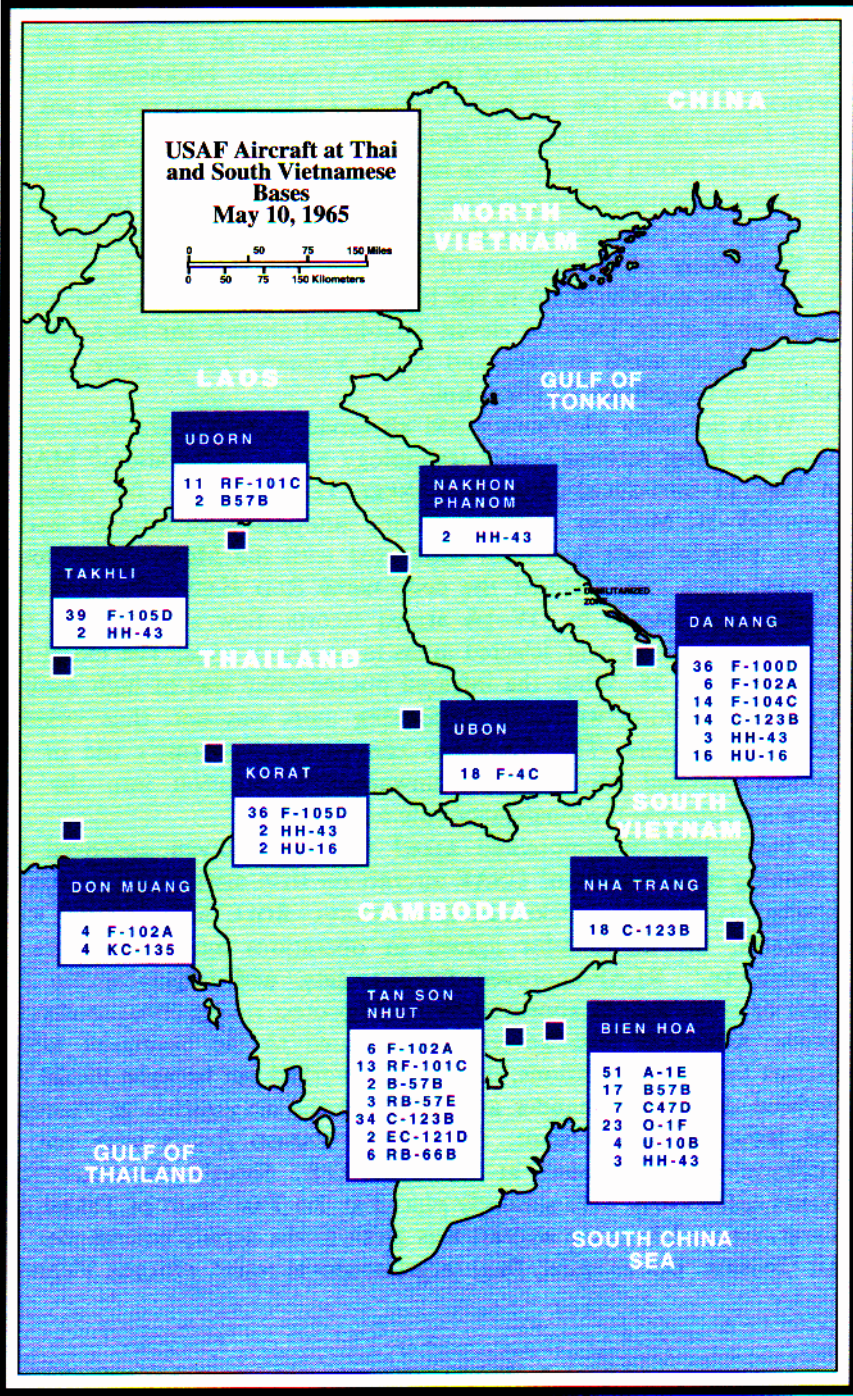 CHINA
USAF Aircraft at Thai
and South Vietnamese
Bases
May 10, 1965
0 50 75 150 Miles
0 50 75 150 Kilometers
NORTH
VIETNAM
LAOS
GULF OF
TONKIN
UDORN
11 RF-101C
2 B57B
NAKHON
PHANOM
2 HH-43
TAKHLI
39 F-105D
2 HH-43
DEMILITARIZED
ZONE
THAILAND
DA NANG
36 F-100D
6 F-102A
14 F-104C
14 C-123B
3 HH-43
16 HU-16
UBON
18 F-4C
KORAT
36 F-105D
2 HH-43
2 HU-16
SOUTH
VIETNAM
DON MUANG
4 F-102A
4 KC-135
CAMBODIA
NHA TRANG
18 C-123B
TAN SON
NHUT
6 F-102A
13 RF-101C
2 B-57B
3 RB-57E
34 C-123B
2 EC-121D
6 RB-66B
BIEN HOA
51 A-1E
17 B57B
7 C47D
23 O-1F
4 U-10B
3 HH-43
GULF OF
THAILAND
SOUTH CHINA
SEA